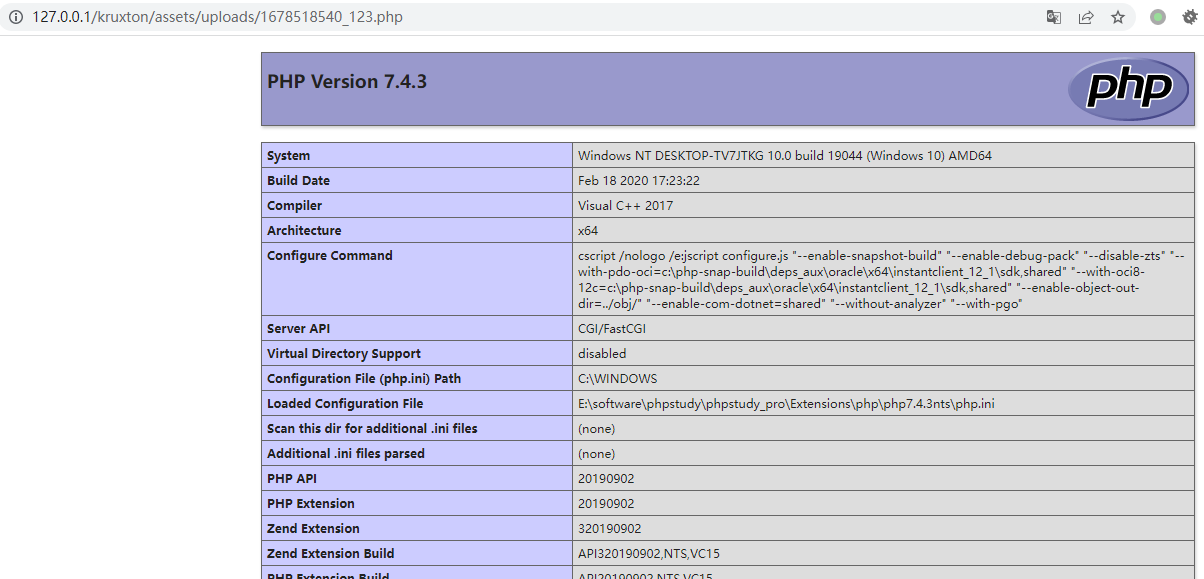 127.0.0.1/kruxton/assets/uploads/1678518540_123.php
PHP Version 7.4.3
php
System Windows NT DESKTOP-TV7JTKG 10.0 build 19044 (Windows 10) AMD64
Build Date Feb 18 2020 17:23:22
Compiler Visual C++ 2017
Architecture x64
Configure Command cscript /nologo /e:jscript configure.js "--enable-snapshot-build" "--enable-debug-pack" "--disable-zts" "--
with-pdo-oci=c:\php-snap-build\deps_aux\oracle\x64\instantclient_12_1\sdk,shared" "--with-oci8-
12c=c:\php-snap-build\deps_aux\oracle\x64\instantclient_12_1\sdk,shared" "--enable-object-out-
dir=../obj/" "--enable-com-dotnet=shared" "--without-analyzer" "--with-pgo"
Server API CGI/FastCGI
Virtual Directory Support disabled
Configuration File (php.ini) Path C:\WINDOWS
Loaded Configuration File E:\software\phpstudy\phpstudy_pro\Extensions\php\php7.4.3nts\php.ini
Scan this dir for additional .ini files (none)
Additional .ini files parsed (none)
PHP API 20190902
PHP Extension 20190902
Zend Extension 320190902
Zend Extension Build API320190902,NTS,VC15
PHP Extension Build API20190902,NTS,VC15